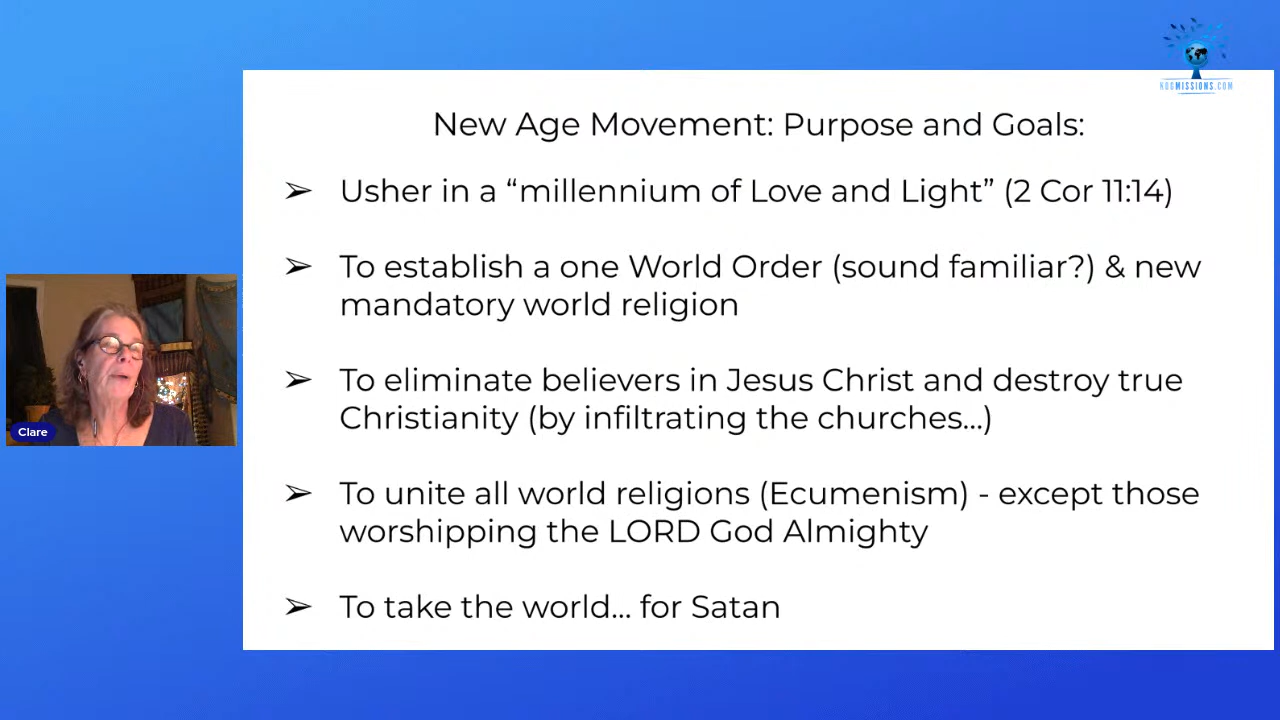 KOGMISSIONS.COM
New Age Movement: Purpose and Goals:
➢ Usher in a “millennium of Love and Light” (2 Cor 11:14)
➢ To establish a one World Order (sound familiar?) & new
mandatory world religion
➢ To eliminate believers in Jesus Christ and destroy true
Christianity (by infiltrating the churches...)
➢ To unite all world religions (Ecumenism) - except those
worshipping the LORD God Almighty
➢ To take the world... for Satan
Clare